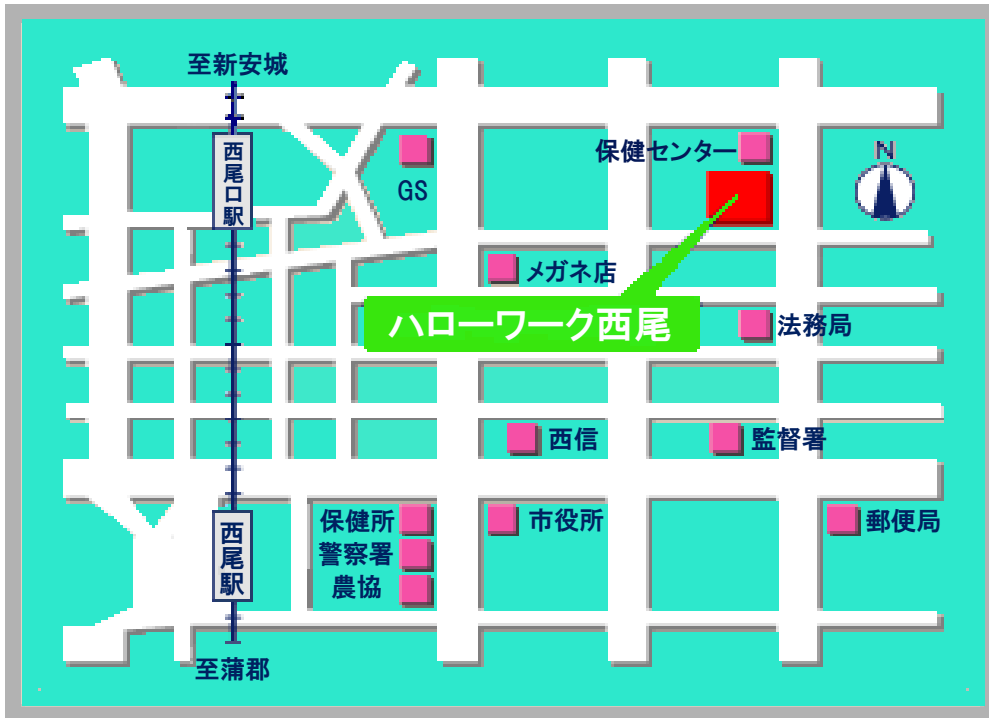 至新安城
西尾口駅
GS
保健センター
N
メガネ店
ハローワーク西尾
法務局
西信
監督署
西尾駅
保健所
市役所
郵便局
警察署
農協
至蒲郡